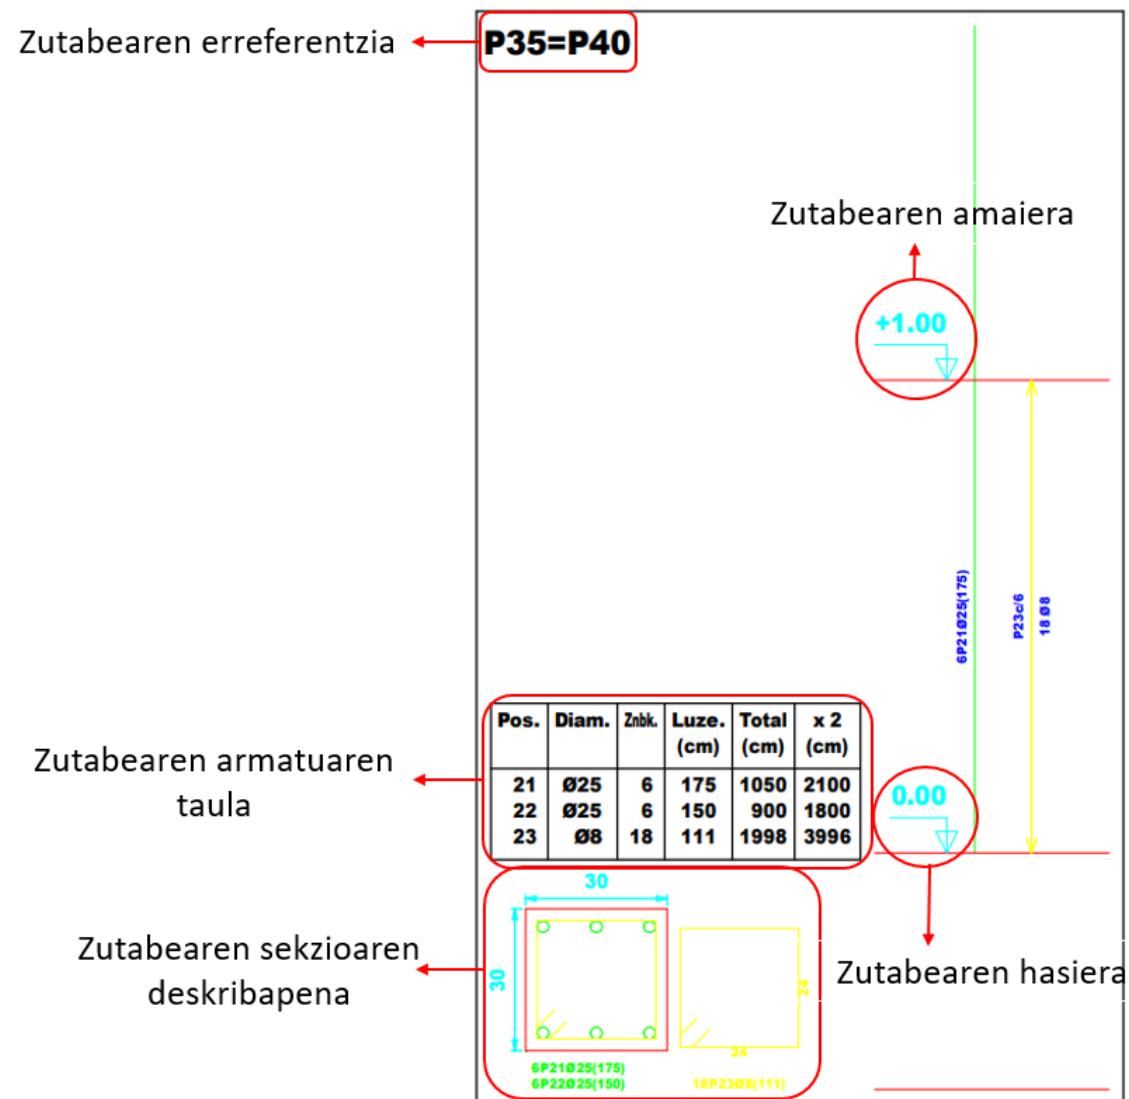 Zutabearen erreferentzia
P35=P40
Zutabearen amaiera
+1.00
6P21Ø25(175)
P23c/6
18 Ø8
Zutabearen armatuaren
taula
Pos. Diam. Znbk. Luze. Total x 2
(cm) (cm) (cm)
21 Ø25 6 175 1050 2100
22 Ø25 6 150 900 1800
23 Ø8 18 111 1998 3996
0.00
Zutabearen hasiera
Zutabearen sekzioaren
deskribapena
30
30
24
24
6P21Ø25(175)
6P22Ø25(150)
18P23Ø8(111)